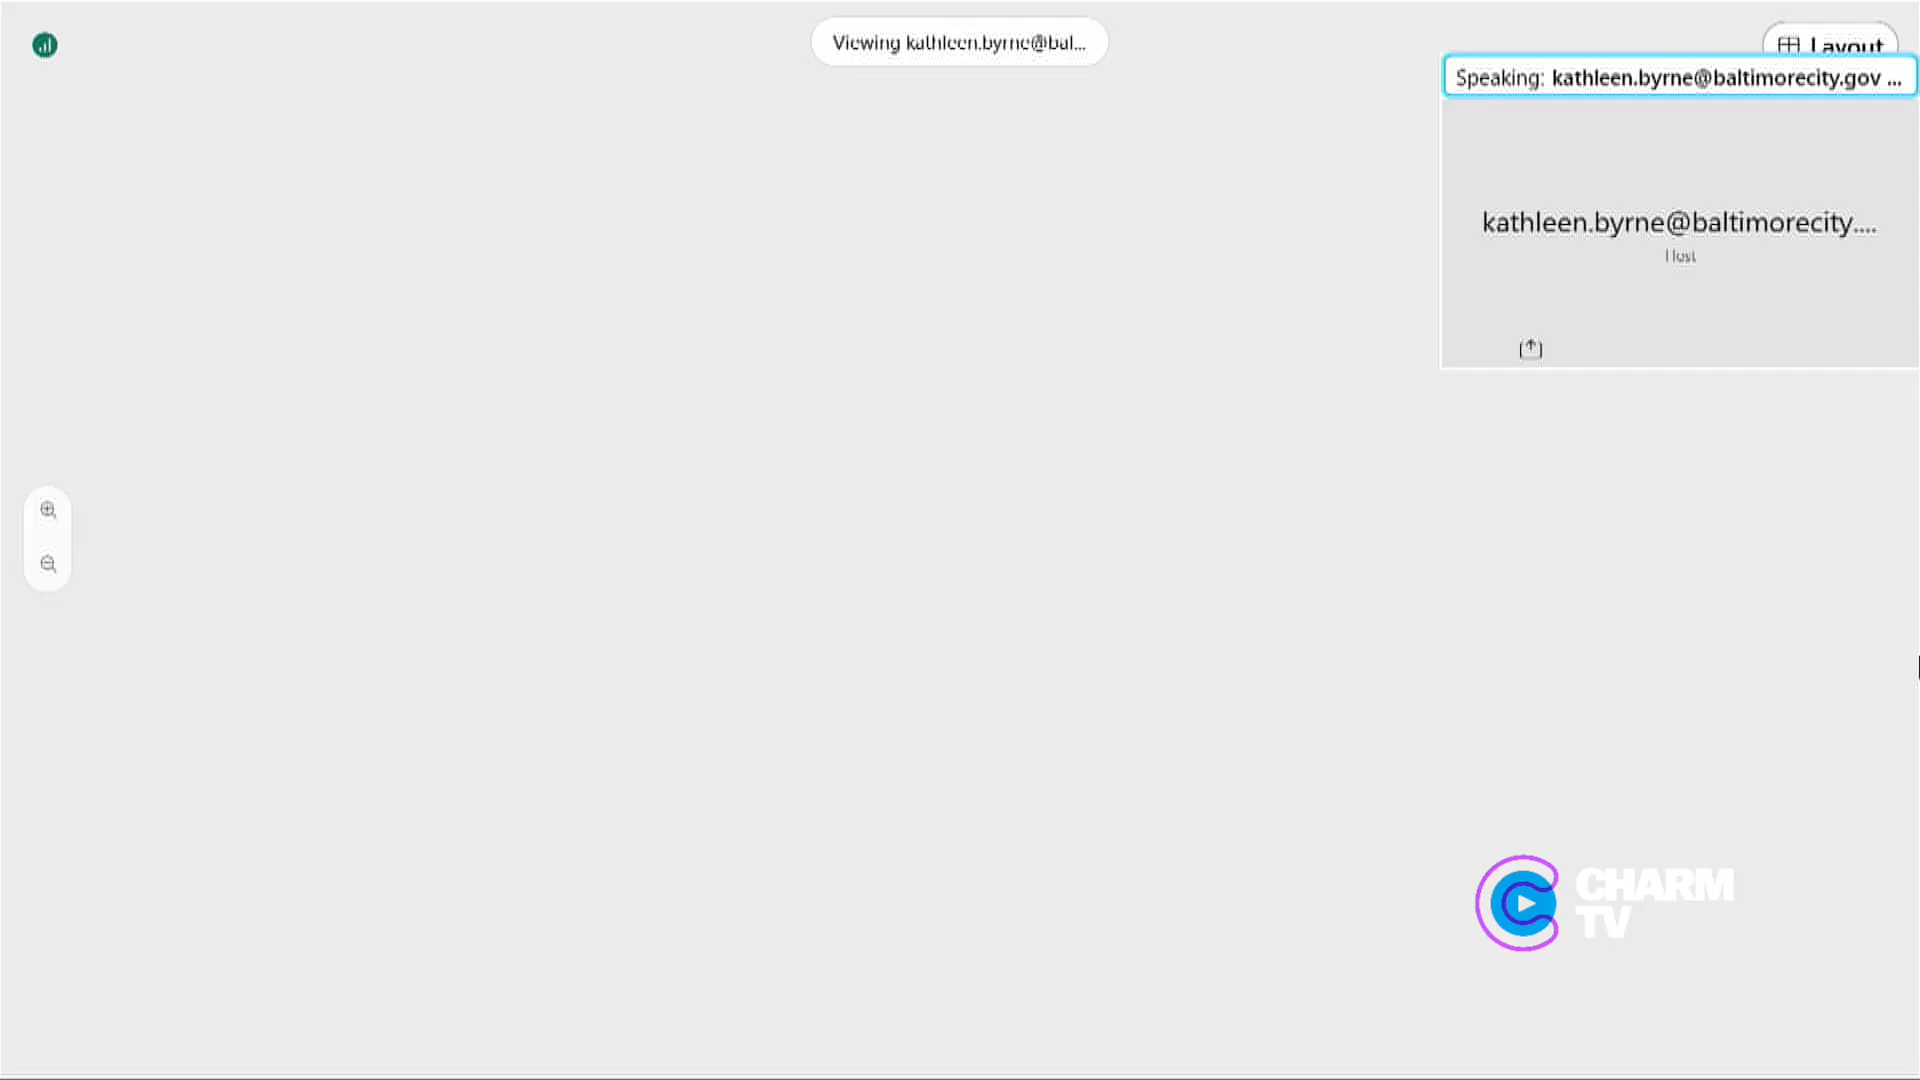 Viewing kathleen.byrne@bal...
Layout
Speaking: kathleen.byrne@baltimorecity.gov ...
kathleen.byrne@baltimorecity....
Host
CHARM
TV